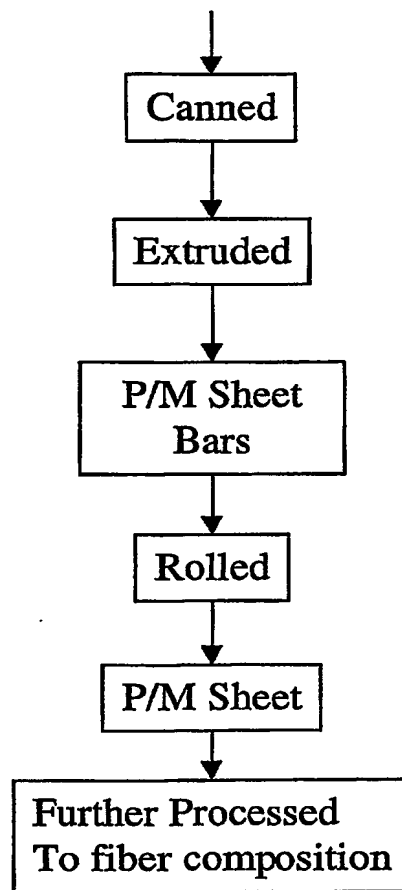 Canned
Extruded
P/M Sheet
Bars
Rolled
P/M Sheet
Further Processed
To fiber composition